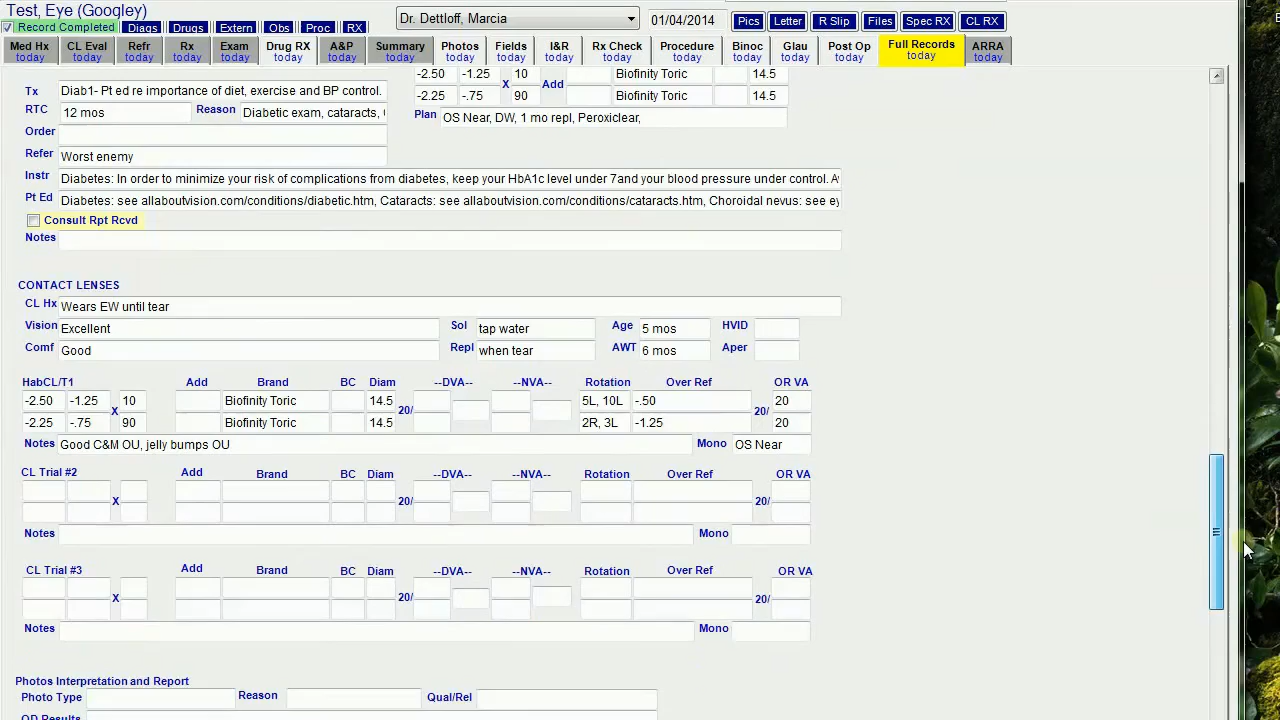 Test, Eye (Googley)
Record Completed Diags Drugs Extern Obs Proc RX
Dr. Dettloff, Marcia 01/04/2014 Pics Letter R Slip Files Spec RX CL RX
Med Hx CL Eval Refr Rx Exam Drug RX A&P Summary Photos Fields I&R Rx Check Procedure Binoc Glau Post Op Full Records ARRA
today today today today today today today today today today today today today today today today today today
-2.50 -1.25 X 10 Add Biofinity Toric 14.5
-2.25 -.75 90 Biofinity Toric 14.5
Tx Diab1- Pt ed re importance of diet, exercise and BP control.
RTC 12 mos Reason Diabetic exam, cataracts,
Plan OS Near, DW, 1 mo repl, Peroxiclear,
Order
Refer Worst enemy
Instr Diabetes: In order to minimize your risk of complications from diabetes, keep your HbA1c level under 7and your blood pressure under control.
Pt Ed Diabetes: see allaboutvision.com/conditions/diabetic.htm, Cataracts: see allaboutvision.com/conditions/cataracts.htm, Choroidal nevus: see
Consult Rpt Rcvd
Notes
CONTACT LENSES
CL Hx Wears EW until tear
Vision Excellent Sol tap water Age 5 mos HVID
Comf Good Repl when tear AWT 6 mos Aper
HabCL/T1 Add Brand BC Diam --DVA-- --NVA-- Rotation Over Ref OR VA
-2.50 -1.25 X 10 Biofinity Toric 14.5 20/ 5L, 10L -.50 20/ 20
-2.25 -.75 90 Biofinity Toric 14.5 2R, 3L -1.25 20
Notes Good C&M OU, jelly bumps OU Mono OS Near
CL Trial #2 Add Brand BC Diam --DVA-- --NVA-- Rotation Over Ref OR VA
X 20/ 20/
Notes Mono
CL Trial #3 Add Brand BC Diam --DVA-- --NVA-- Rotation Over Ref OR VA
X 20/ 20/
Notes Mono
Photos Interpretation and Report
Photo Type Reason Qual/Rel
OD Results